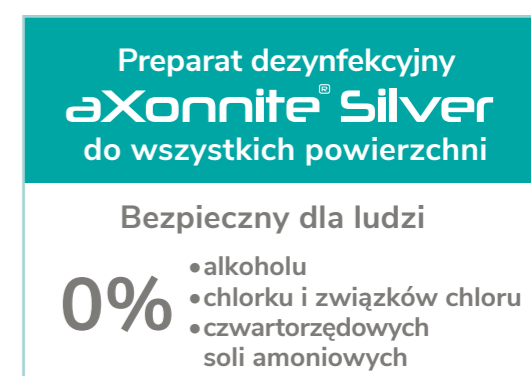 Preparat dezynfekcyjny
aXonnite® Silver
do wszystkich powierzchni
Bezpieczny dla ludzi
0%
•alkoholu
•chlorku i związków chloru
•czwartorzędowych
soli amoniowych